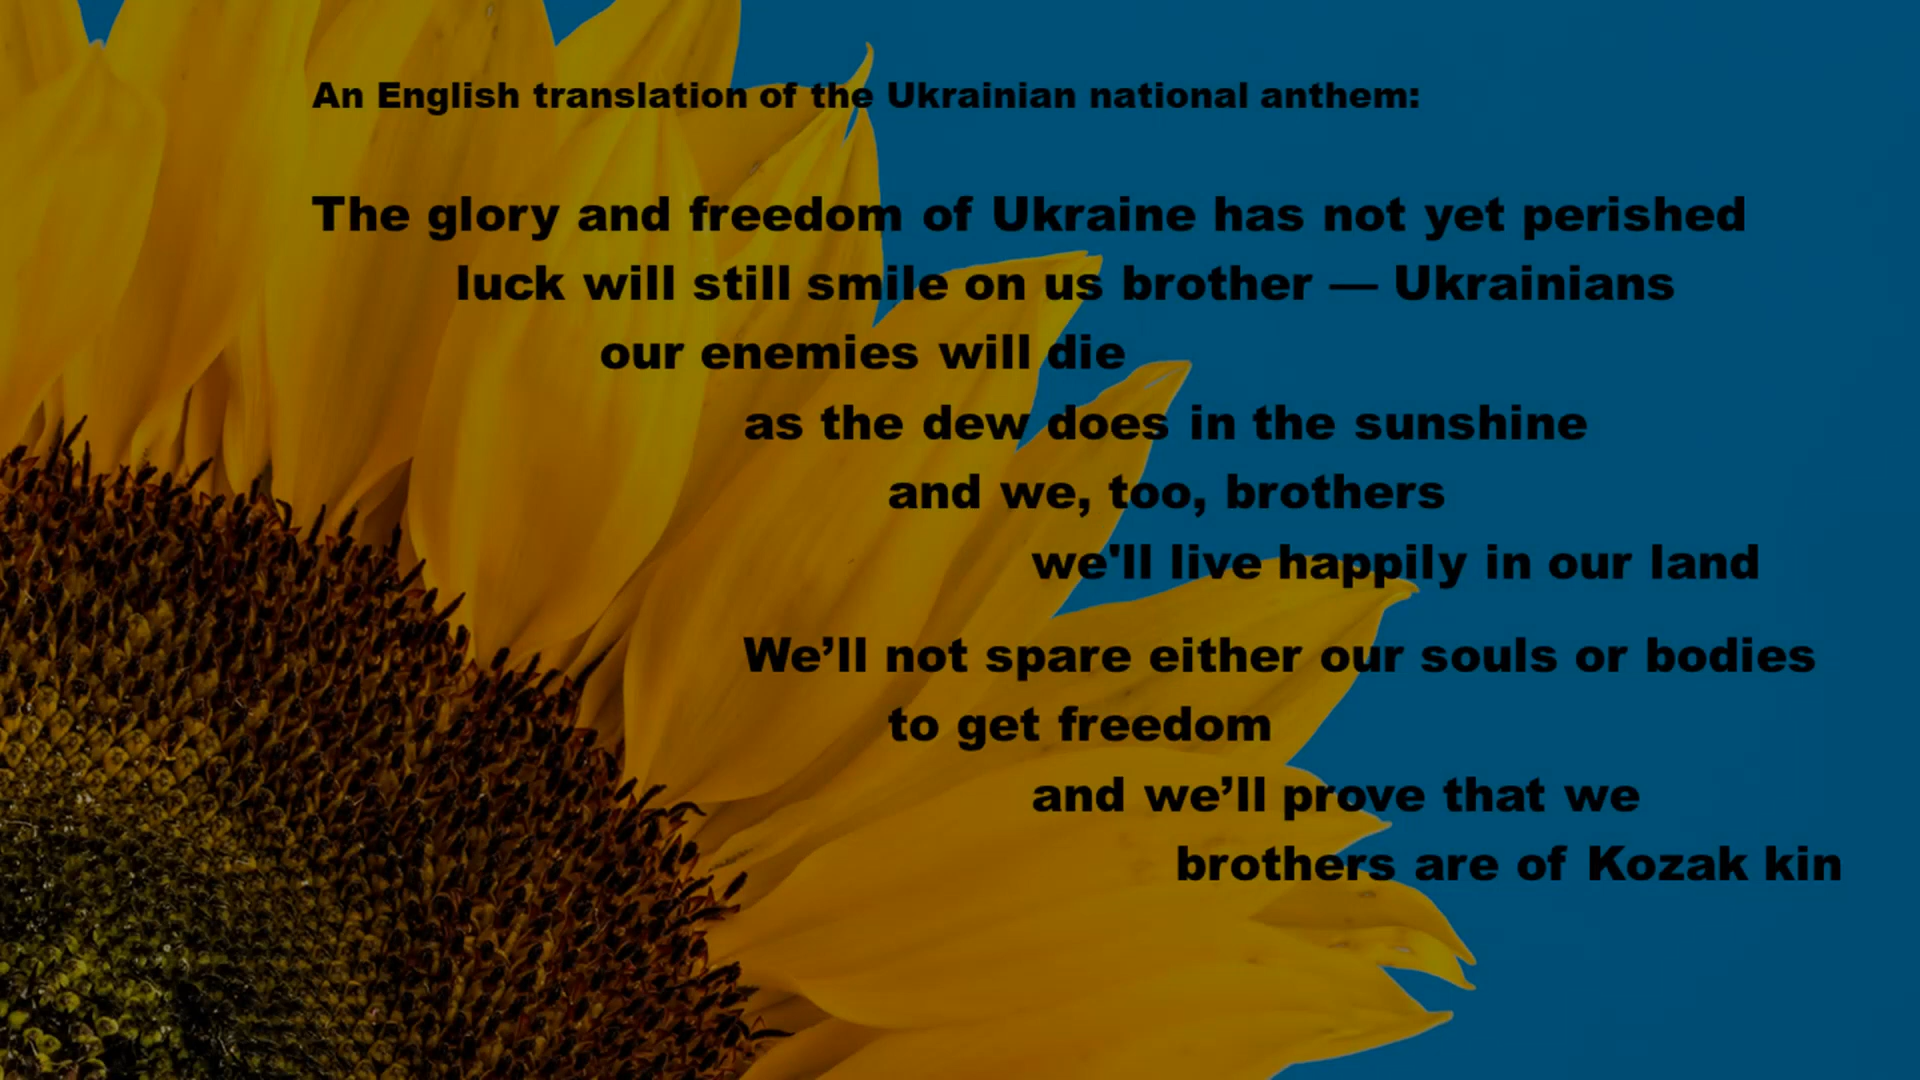 An English translation of the Ukrainian national anthem:
The glory and freedom of Ukraine has not yet perished
luck will still smile on us brother — Ukrainians
our enemies will die
as the dew does in the sunshine
and we, too, brothers
we'll live happily in our land
We’ll not spare either our souls or bodies
to get freedom
and we’ll prove that we
brothers are of Kozak kin